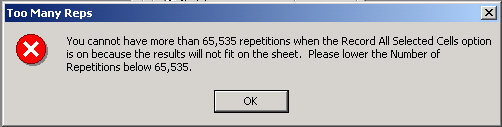 Too Many Reps
You cannot have more than 65,535 repetitions when the Record All Selected Cells option
is on because the results will not fit on the sheet.  Please lower the Number of
Repetitions below 65,535.
OK